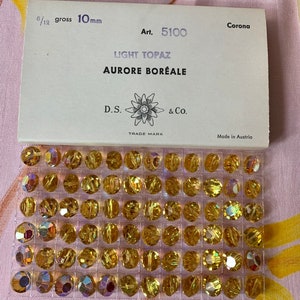 6/12 gross 10mm Art. 5100 Corona
LIGHT TOPAZ
AURORE BORÉALE
D.S. & Co.
TRADE MARK
Made in Austria